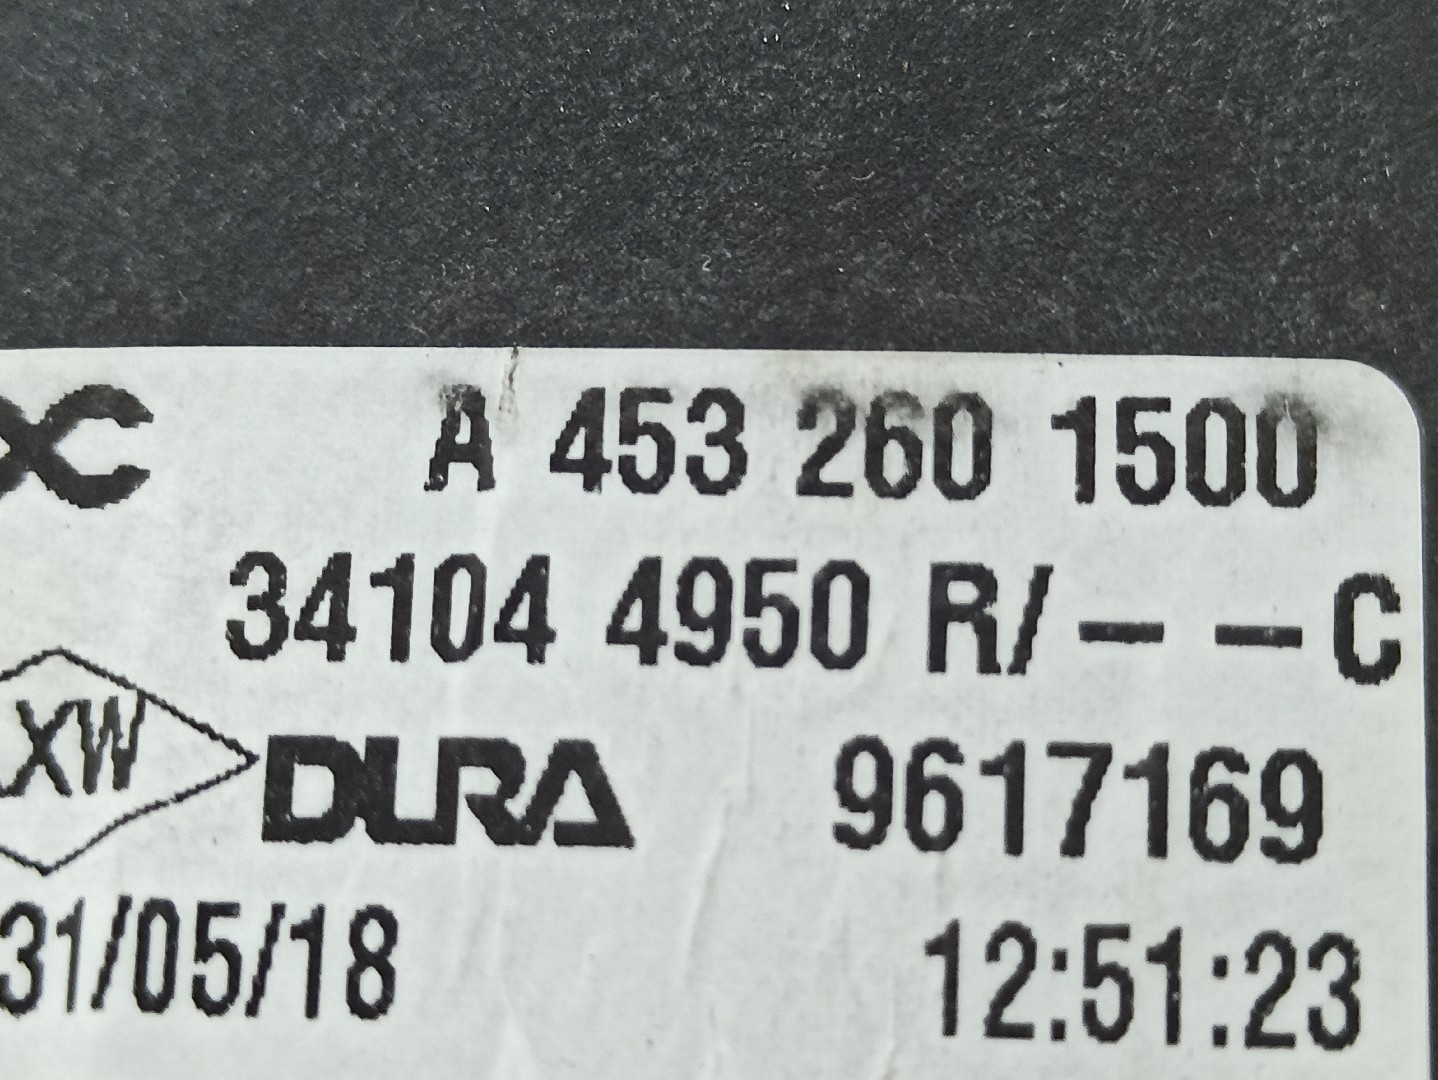 A 453 260 1500
34104 4950 R/--C
XW DURA 9617169
31/05/18 12:51:23